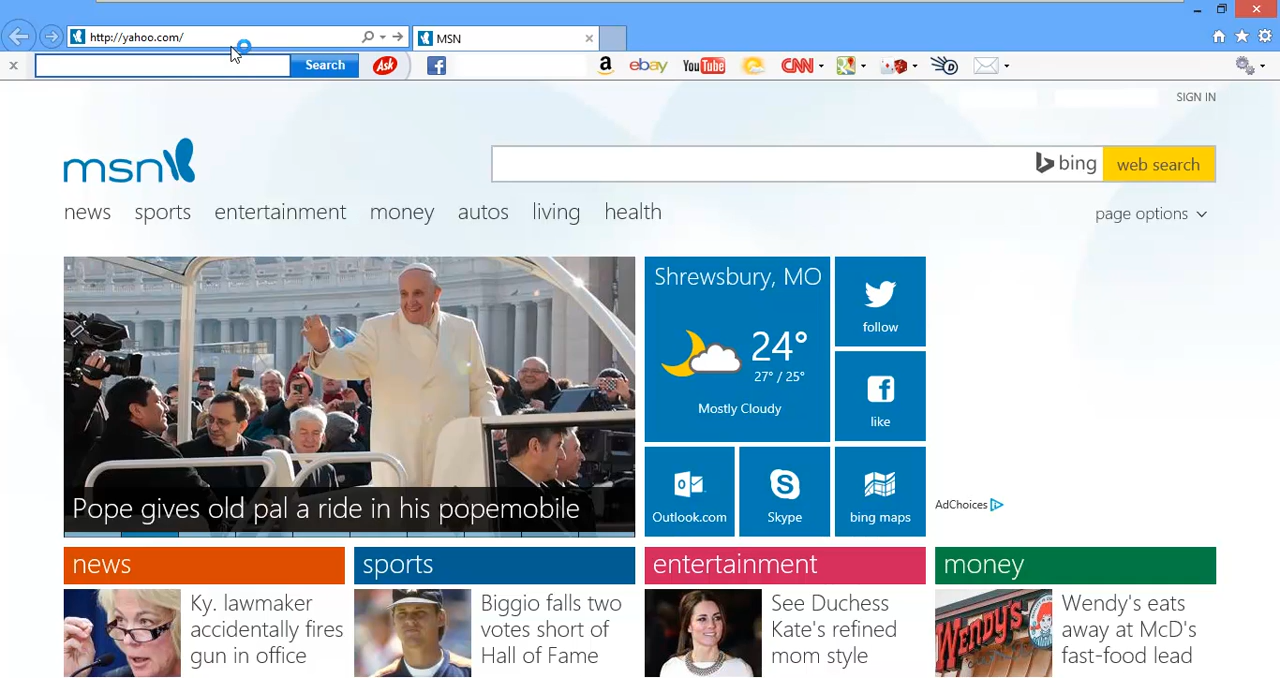 http://yahoo.com/
MSN
Search
Ask
a
ebay
YouTube
CNN
SIGN IN
msn
bing
web search
news sports entertainment money autos living health
page options
Shrewsbury, MO
24°
27° / 25°
Mostly Cloudy
follow
like
Outlook.com
Skype
bing maps
AdChoices
Pope gives old pal a ride in his popemobile
news
Ky. lawmaker
accidentally fires
gun in office
sports
Biggio falls two
votes short of
Hall of Fame
entertainment
See Duchess
Kate's refined
mom style
money
WENDY'S
Wendy's eats
away at McD's
fast-food lead